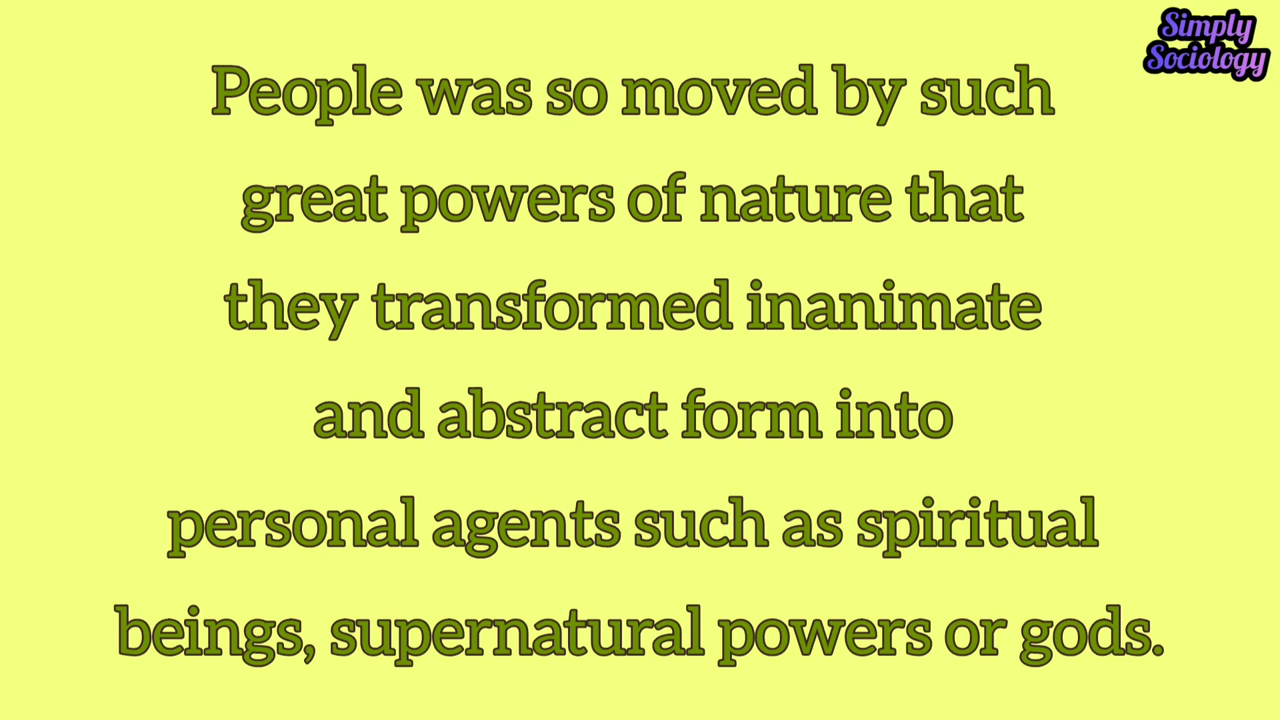 Simply
Sociology
People was so moved by such
great powers of nature that
they transformed inanimate
and abstract form into
personal agents such as spiritual
beings, supernatural powers or gods.